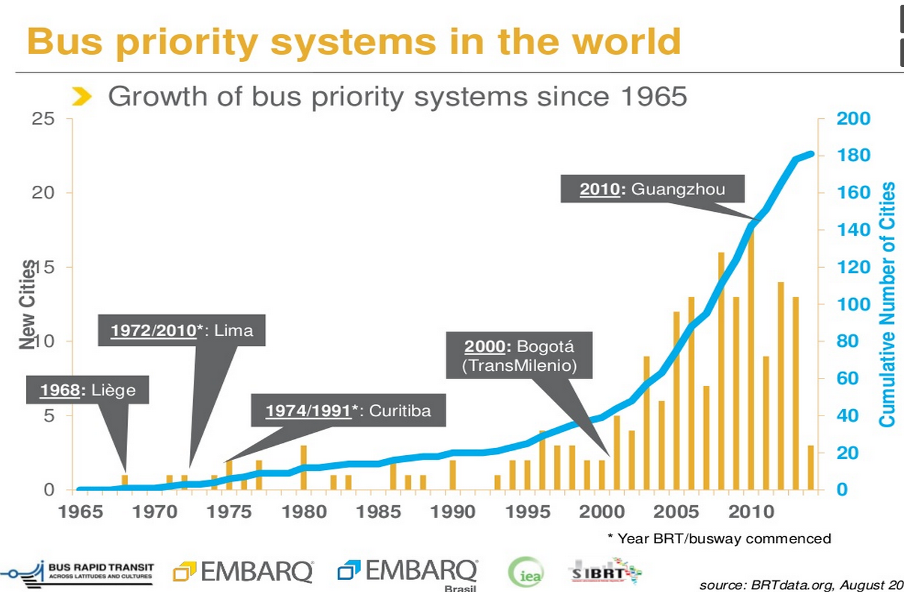 Bus priority systems in the world
Growth of bus priority systems since 1965
25
20
15
10
5
0
New Cities
200
180
160
140
120
100
80
60
40
20
0
Cumulative Number of Cities
2010: Guangzhou
1972/2010*: Lima
2000: Bogotá
(TransMilenio)
1968: Liège
1974/1991*: Curitiba
1965 1970 1975 1980 1985 1990 1995 2000 2005 2010
* Year BRT/busway commenced
BUS RAPID TRANSIT
ACROSS LATITUDES AND CULTURES
EMBARQ
EMBARQ
Brasil
iea
SIBRT
source: BRTdata.org, August 20